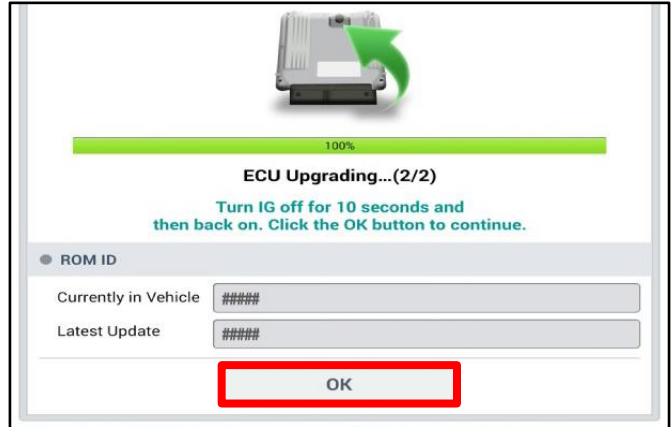 100%
ECU Upgrading...(2/2)
Turn IG off for 10 seconds and
then back on. Click the OK button to continue.
ROM ID
Currently in Vehicle #####
Latest Update #####
OK